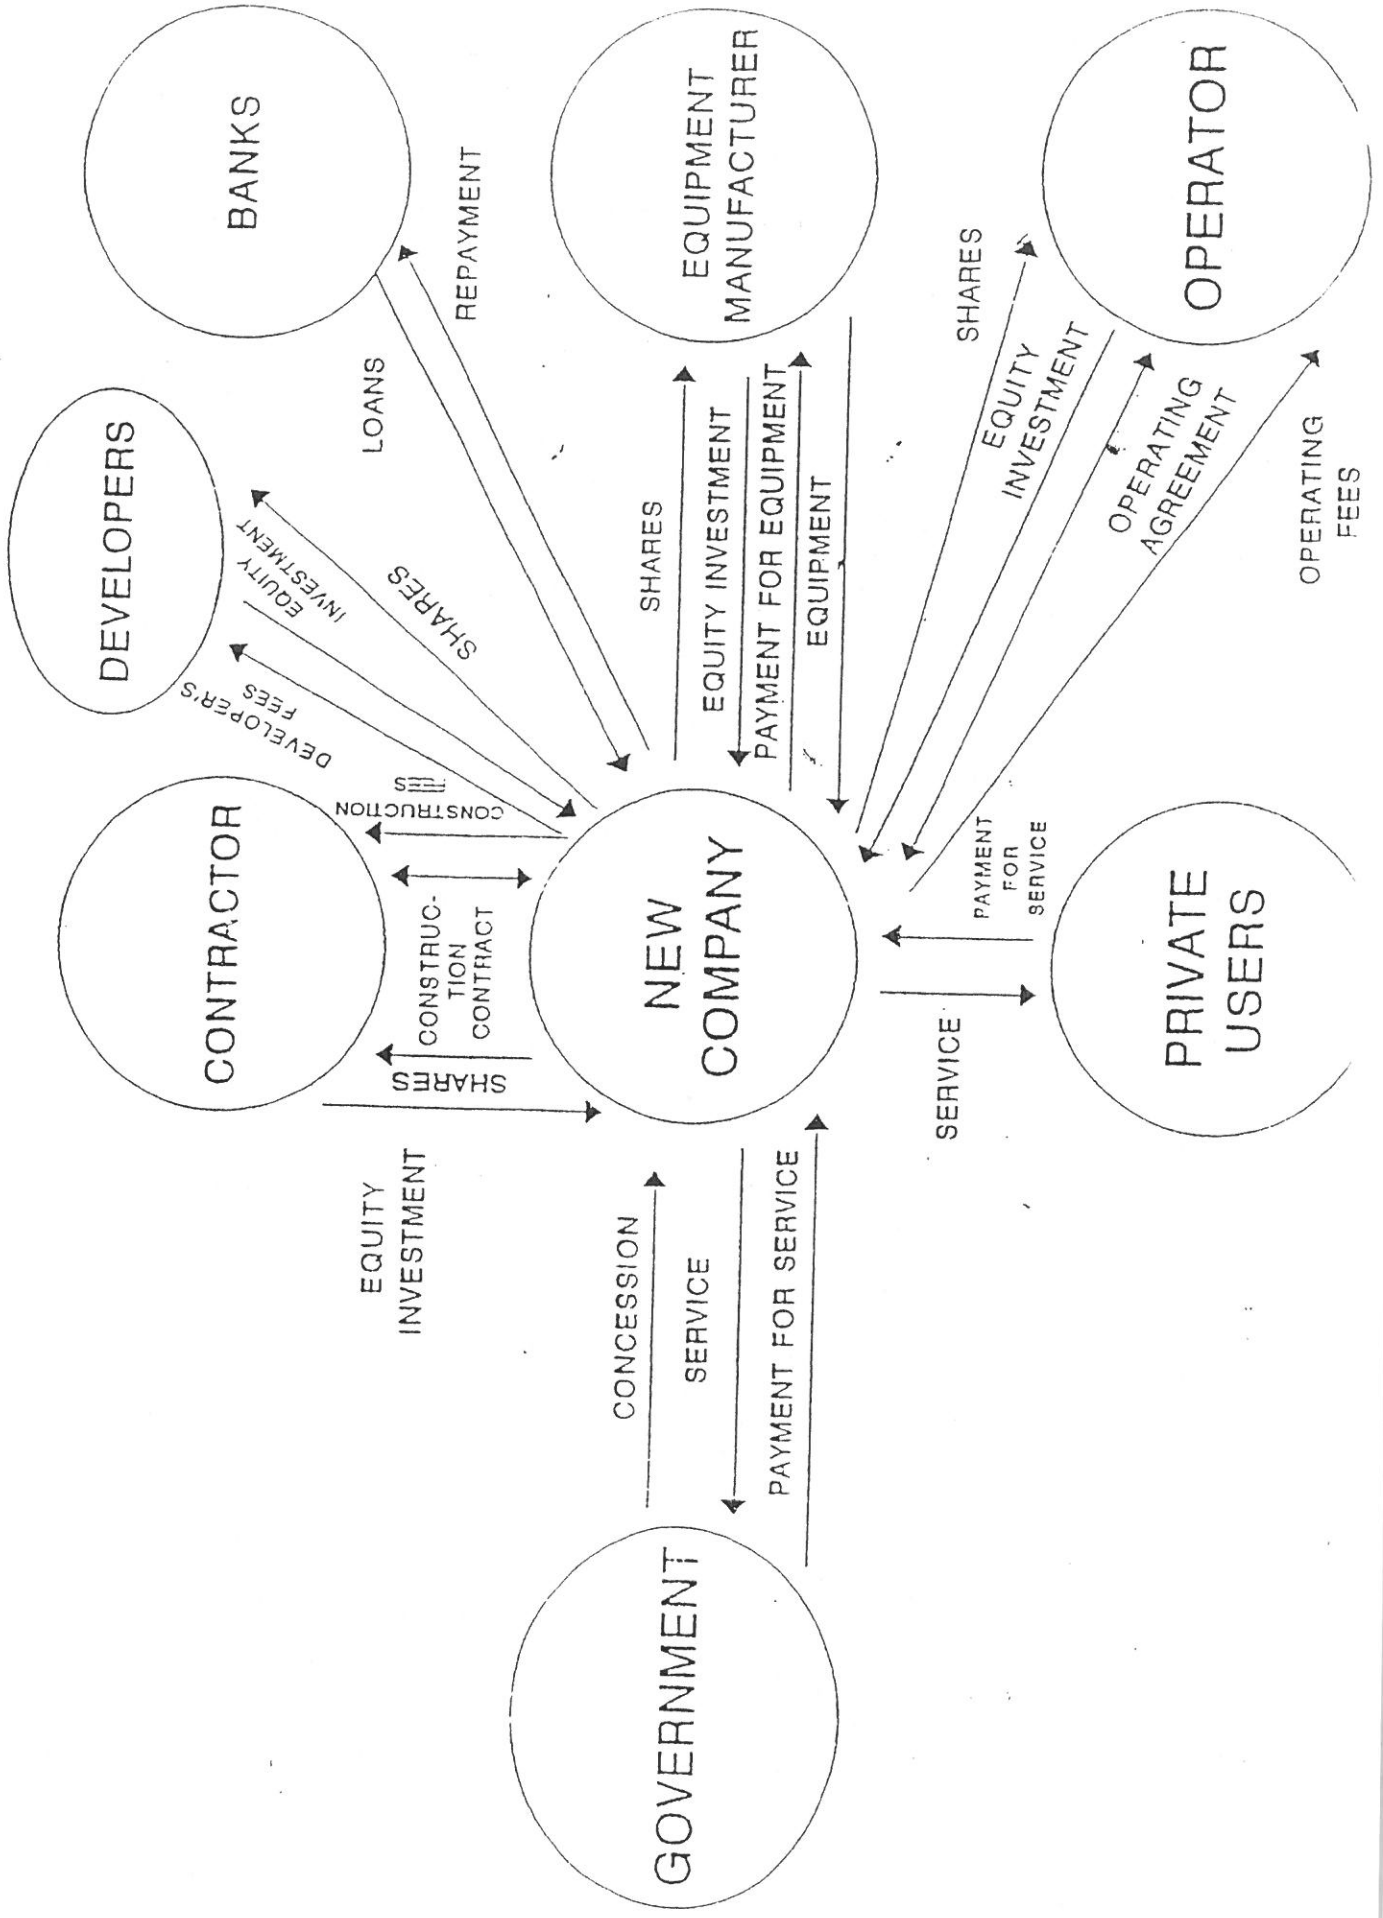 BANKS
EQUIPMENT
MANUFACTURER
OPERATOR
DEVELOPERS
LOANS
REPAYMENT
SHARES
EQUITY INVESTMENT
PAYMENT FOR EQUIPMENT
EQUIPMENT
SHARES
EQUITY
INVESTMENT
OPERATING
AGREEMENT
OPERATING
FEES
EQUITY
INVESTMENT
SHARES
DEVELOPER'S
FEES
CONTRACTOR
CONSTRUCTION
FEES
CONSTRUC-
TION
CONTRACT
SHARES
EQUITY
INVESTMENT
NEW
COMPANY
PAYMENT
FOR
SERVICE
SERVICE
PRIVATE
USERS
CONCESSION
SERVICE
PAYMENT FOR SERVICE
GOVERNMENT